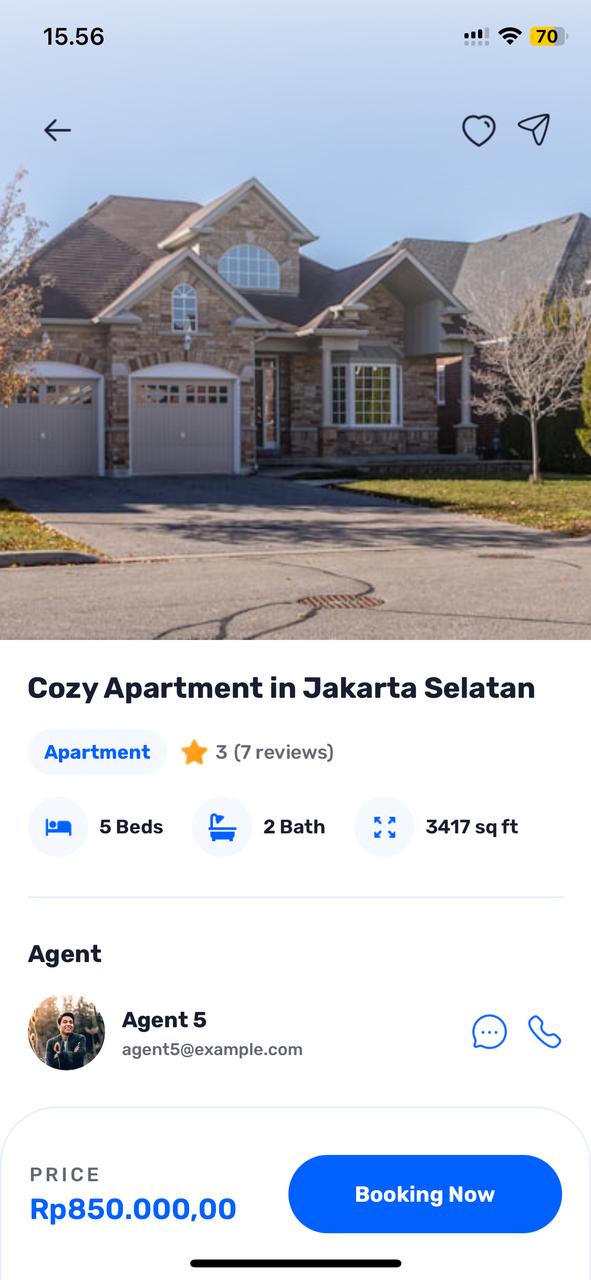 15.56
70
Cozy Apartment in Jakarta Selatan
Apartment
3 (7 reviews)
5 Beds
2 Bath
3417 sq ft
Agent
Agent 5
agent5@example.com
PRICE
Rp850.000,00
Booking Now